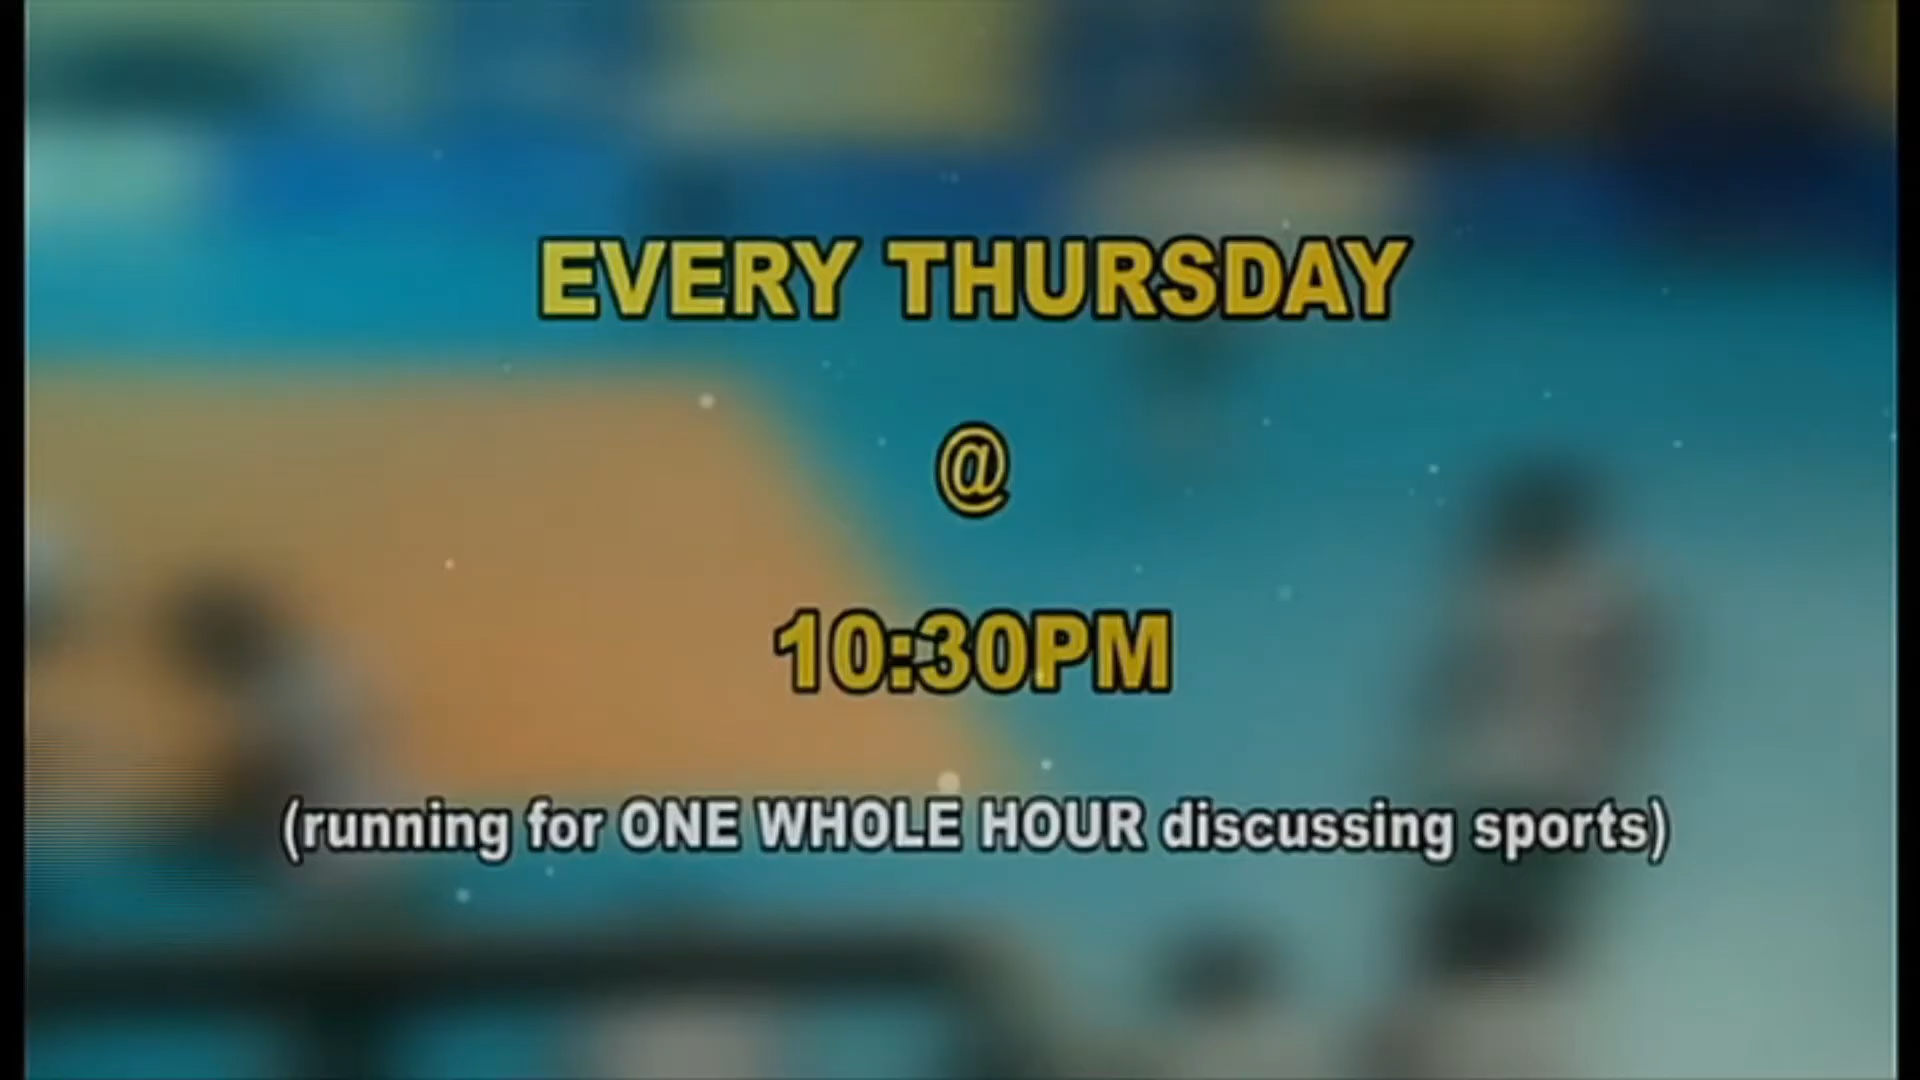 EVERY THURSDAY
@
10:30PM
(running for ONE WHOLE HOUR discussing sports)